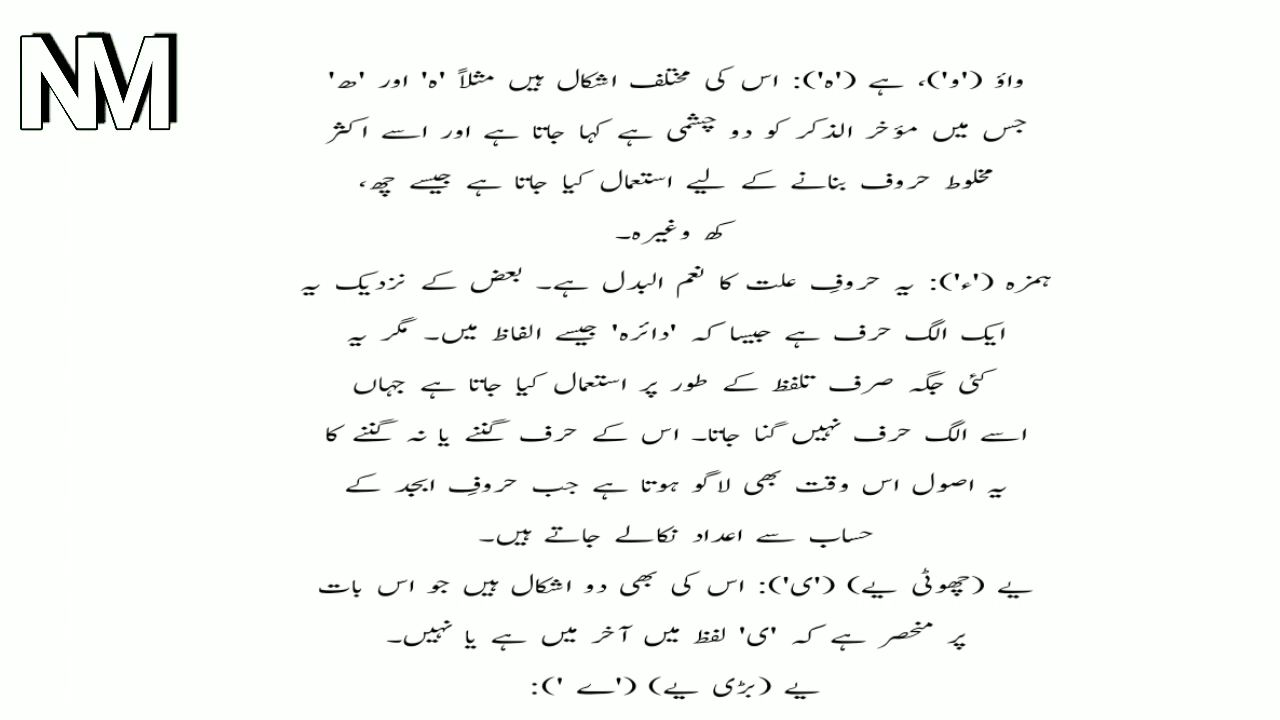 NM
واؤ ('و')، ہے ('ہ'): اس کی مختلف اشکال ہیں مثلاً 'ہ' اور 'ھ'
جس میں مؤخر الذکر کو دو چشمی ہے کہا جاتا ہے اور اسے اکثر
مخلوط حروف بنانے کے لیے استعمال کیا جاتا ہے جیسے چھ،
کھ وغیرہ۔
ہمزہ ('ء'): یہ حروفِ علت کا نعم البدل ہے۔ بعض کے نزدیک یہ
ایک الگ حرف ہے جیسا کہ 'دائرہ' جیسے الفاظ میں۔ مگر یہ
کئی جگہ صرف تلفظ کے طور پر استعمال کیا جاتا ہے جہاں
اسے الگ حرف نہیں گنا جاتا۔ اس کے حرف گننے یا نہ گننے کا
یہ اصول اس وقت بھی لاگو ہوتا ہے جب حروفِ ابجد کے
حساب سے اعداد نکالے جاتے ہیں۔
یے (چھوٹی یے) ('ی'): اس کی بھی دو اشکال ہیں جو اس بات
پر منحصر ہے کہ 'ی' لفظ میں آخر میں ہے یا نہیں۔
یے (بڑی یے) ('ے '):